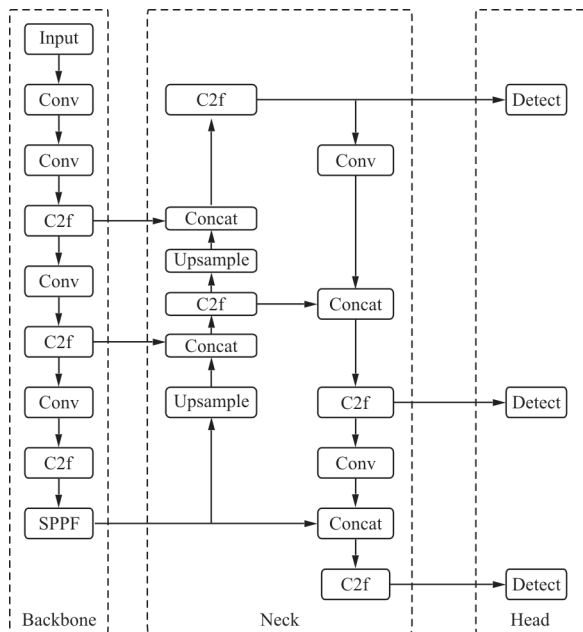 Input
Conv
Conv
C2f
Conv
C2f
Conv
C2f
SPPF
Backbone
C2f
Concat
Upsample
C2f
Concat
Upsample
Conv
Concat
C2f
Conv
Concat
C2f
Neck
Detect
Detect
Detect
Head